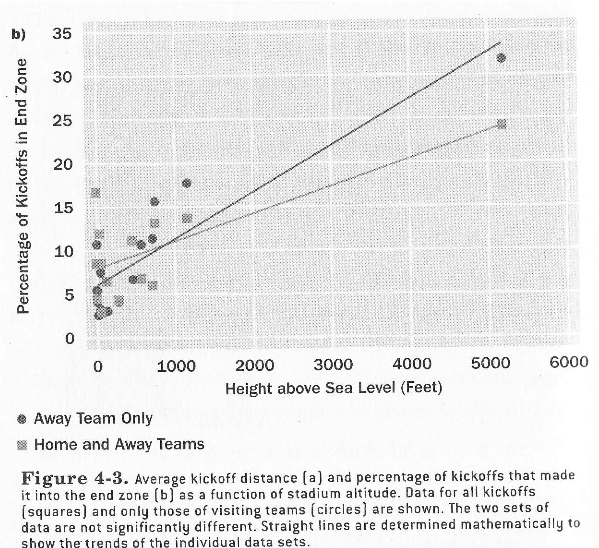 b)
Percentage of Kickoffs in End Zone
35
30
25
20
15
10
5
0
0 1000 2000 3000 4000 5000 6000
Height above Sea Level (Feet)
Away Team Only
Home and Away Teams
Figure 4-3. Average kickoff distance (a) and percentage of kickoffs that made
it into the end zone (b) as a function of stadium altitude. Data for all kickoffs
(squares) and only those of visiting teams (circles) are shown. The two sets of
data are not significantly different. Straight lines are determined mathematically to
show the trends of the individual data sets.